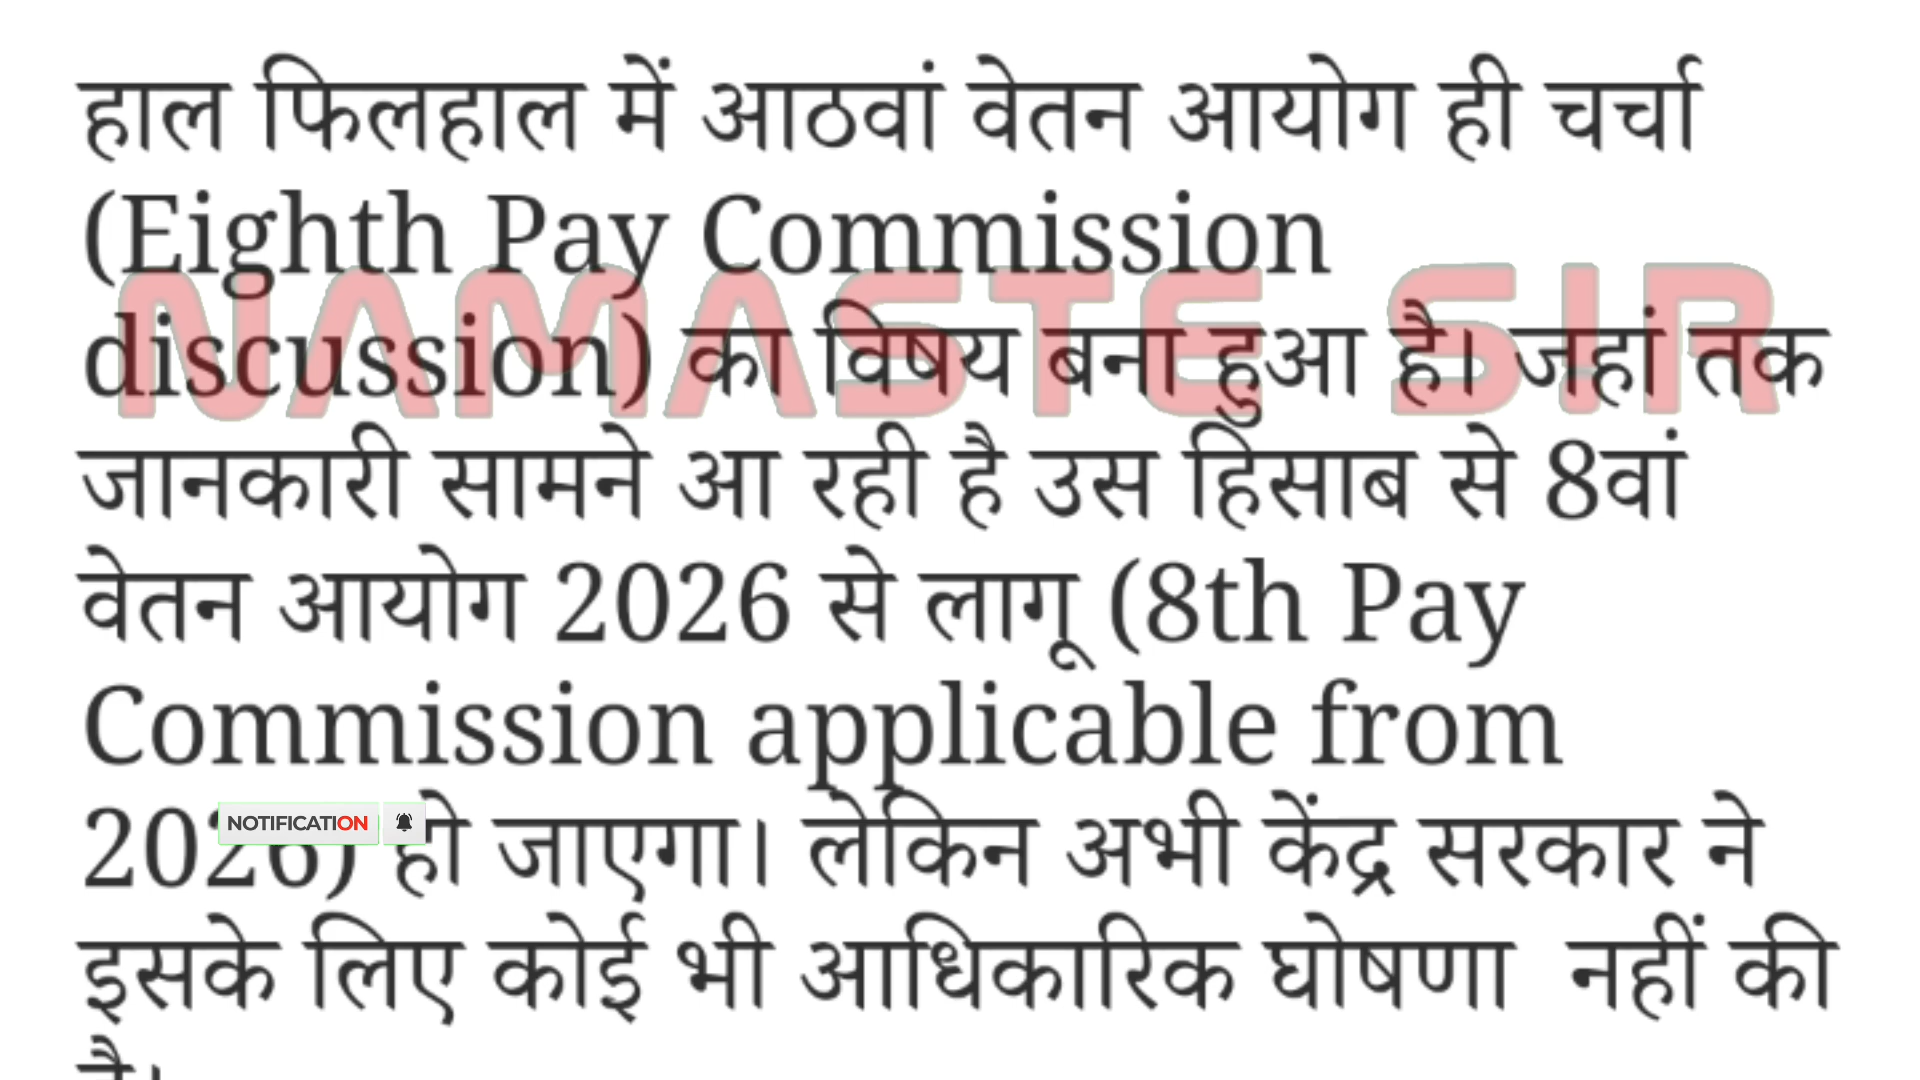 हाल फिलहाल में आठवां वेतन आयोग ही चर्चा
(Eighth Pay Commission
NAMASTE SIR
discussion) का विषय बना हुआ है। जहां तक
जानकारी सामने आ रही है उस हिसाब से 8वां
वेतन आयोग 2026 से लागू (8th Pay
Commission applicable from
NOTIFICATION
2026) हो जाएगा। लेकिन अभी केंद्र सरकार ने
इसके लिए कोई भी आधिकारिक घोषणा नहीं की
है।